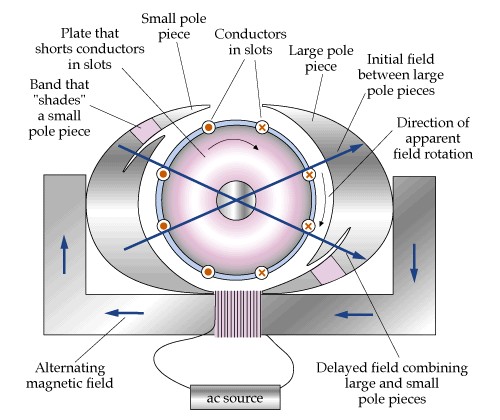 Small pole
piece
Plate that
shorts conductors
in slots
Conductors
in slots
Large pole
piece
Initial field
between large
pole pieces
Band that
"shades"
a small
pole piece
Direction of
apparent
field rotation
Alternating
magnetic field
ac source
Delayed field combining
large and small
pole pieces